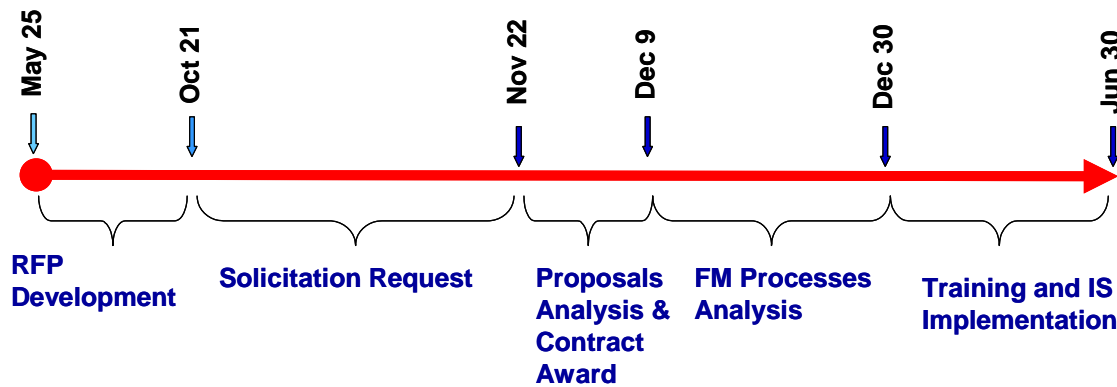 May 25
Oct 21
Nov 22
Dec 9
Dec 30
Jun 30
RFP
Development
Solicitation Request
Proposals
Analysis &
Contract
Award
FM Processes
Analysis
Training and IS
Implementation